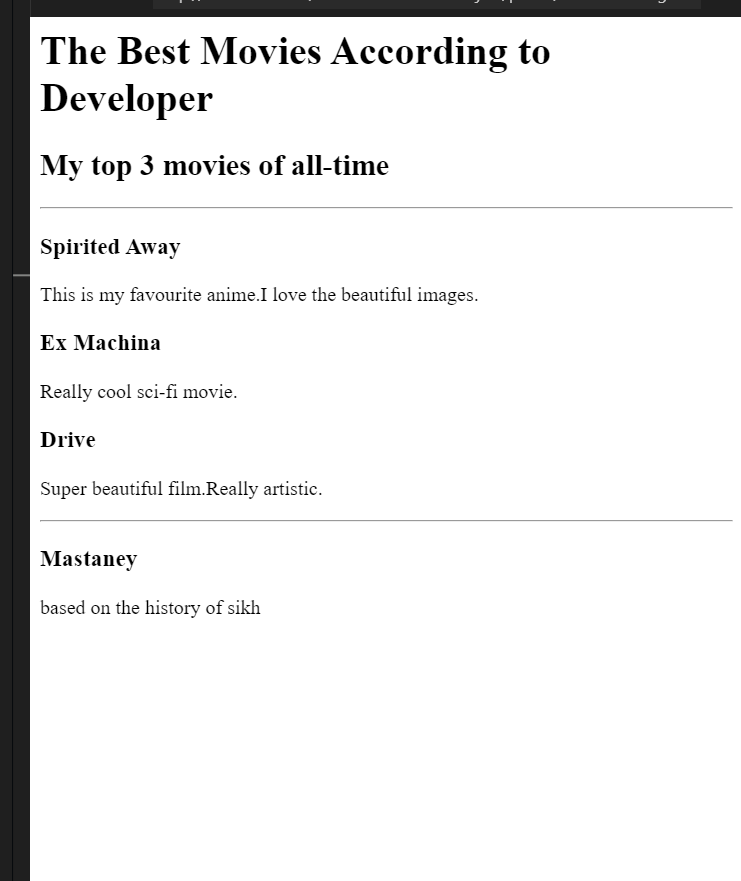 The Best Movies According to
Developer
My top 3 movies of all-time
Spirited Away
This is my favourite anime.I love the beautiful images.
Ex Machina
Really cool sci-fi movie.
Drive
Super beautiful film.Really artistic.
Mastaney
based on the history of sikh